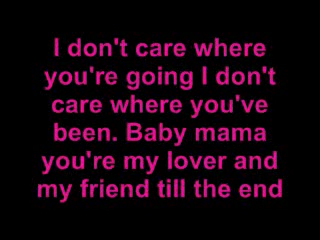 I don't care where
you're going I don't
care where you've
been. Baby mama
you're my lover and
my friend till the end